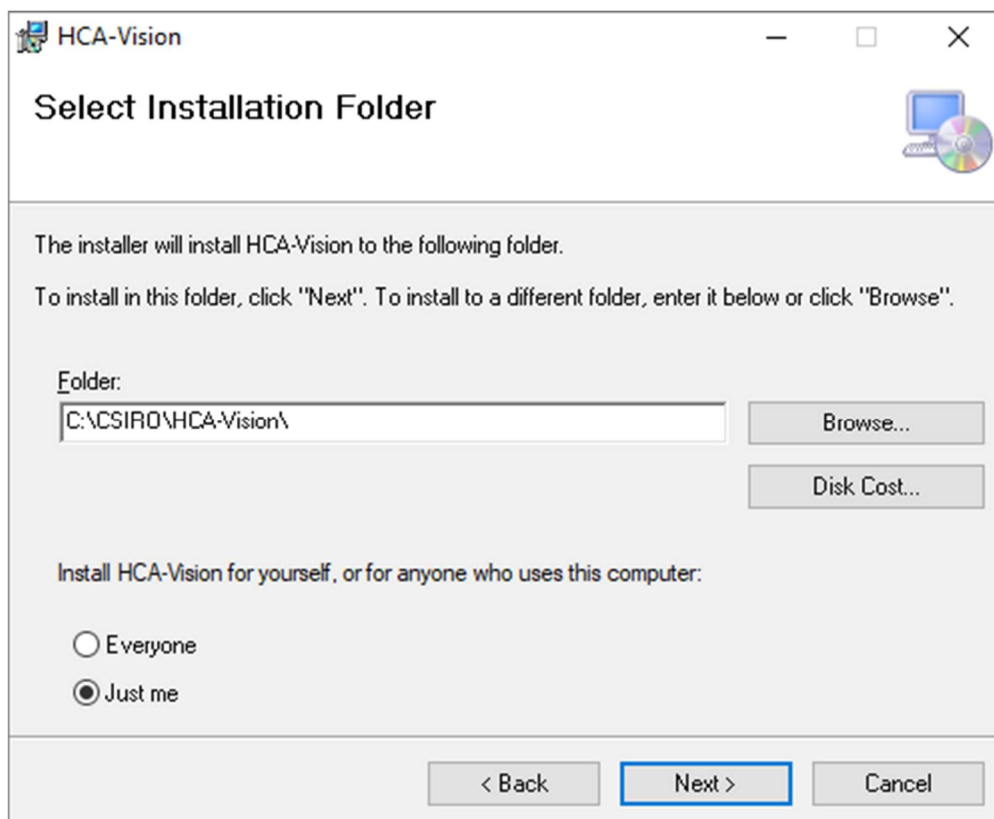 HCA-Vision
Select Installation Folder
The installer will install HCA-Vision to the following folder.
To install in this folder, click "Next". To install to a different folder, enter it below or click "Browse".
Folder:
C:\CSIRO\HCA-Vision\
Browse...
Disk Cost...
Install HCA-Vision for yourself, or for anyone who uses this computer:
Everyone
Just me
< Back
Next >
Cancel